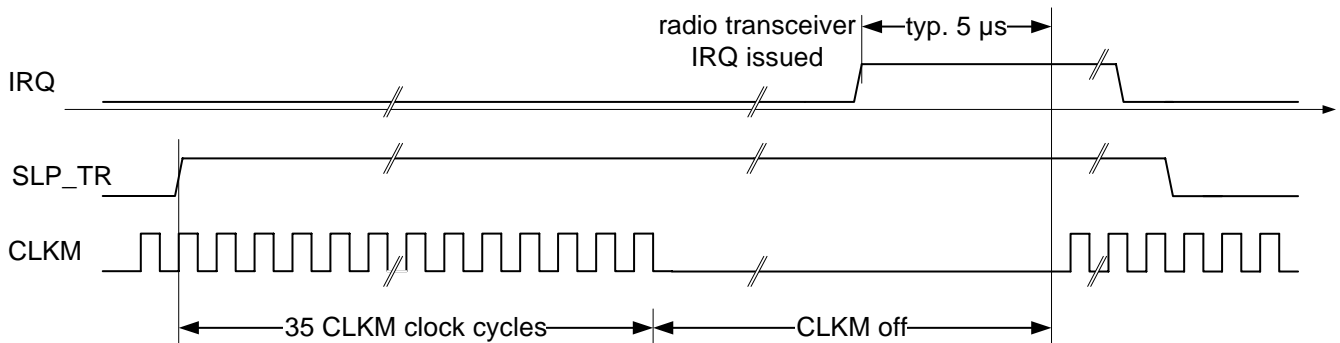 radio transceiver
IRQ issued
typ. 5 µs
IRQ
SLP_TR
CLKM
35 CLKM clock cycles
CLKM off